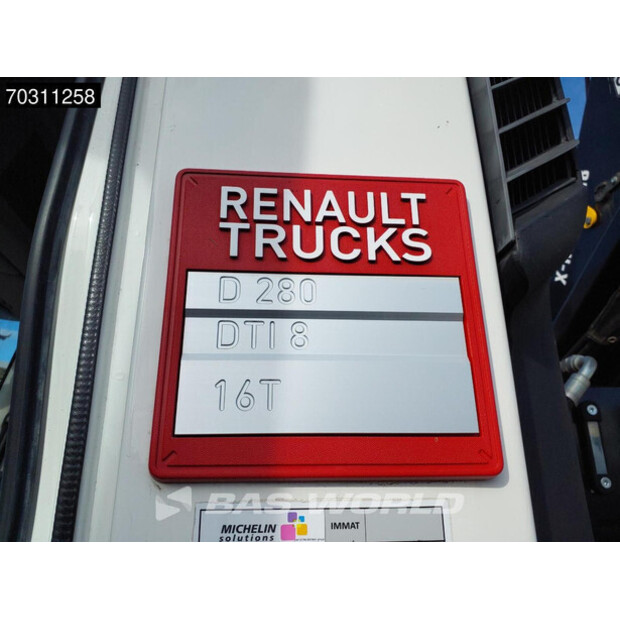 70311258
RENAULT
TRUCKS
D 280
DTI 8
16T
BAS WORLD
MICHELIN
solutions
IMMAT